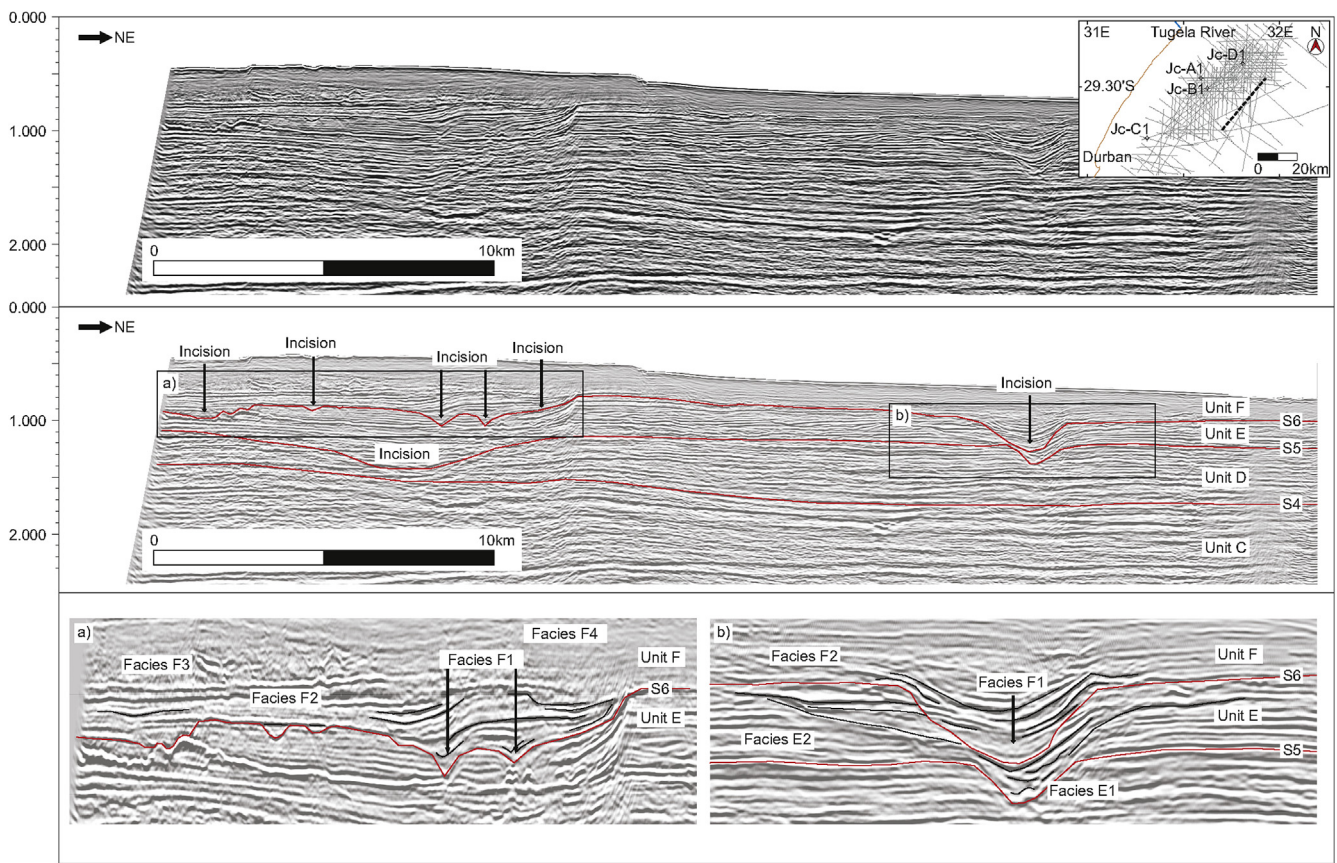 0.000
NE
1.000
2.000
0
10km
31E
Tugela River
32E
N
Jc-D1
Jc-A1
29.30'S
Jc-B1
Jc-C1
Durban
0
20km
0.000
NE
Incision
Incision
Incision
Incision
Incision
a)
b)
1.000
Incision
Unit F
S6
Unit E
S5
Unit D
S4
Unit C
2.000
0
10km
a)
Facies F4
Facies F3
Facies F1
Unit F
Facies F2
S6
Unit E
b)
Facies F2
Unit F
Facies F1
S6
Unit E
Facies E2
S5
Facies E1